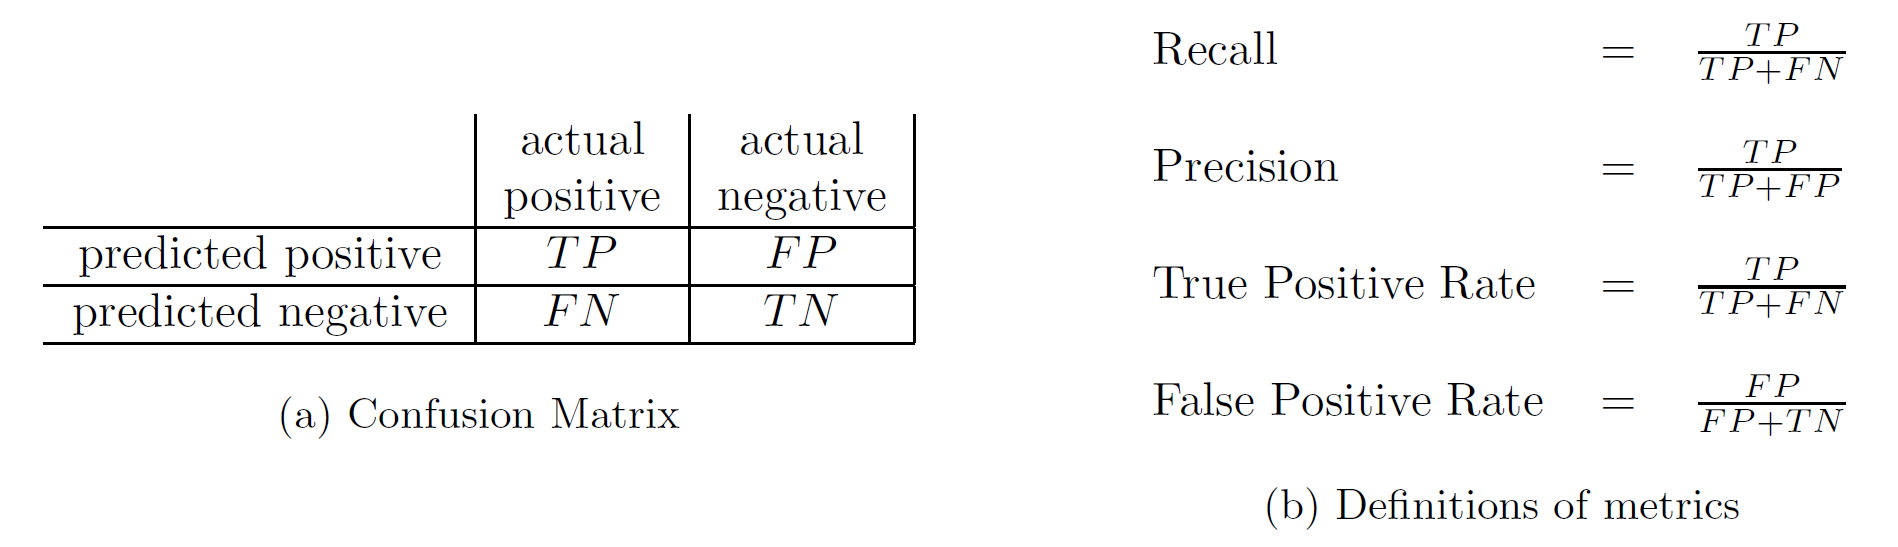 actual positive | actual negative
predicted positive | TP | FP
predicted negative | FN | TN
(a) Confusion Matrix
Recall = TP / TP+FN
Precision = TP / TP+FP
True Positive Rate = TP / TP+FN
False Positive Rate = FP / FP+TN
(b) Definitions of metrics